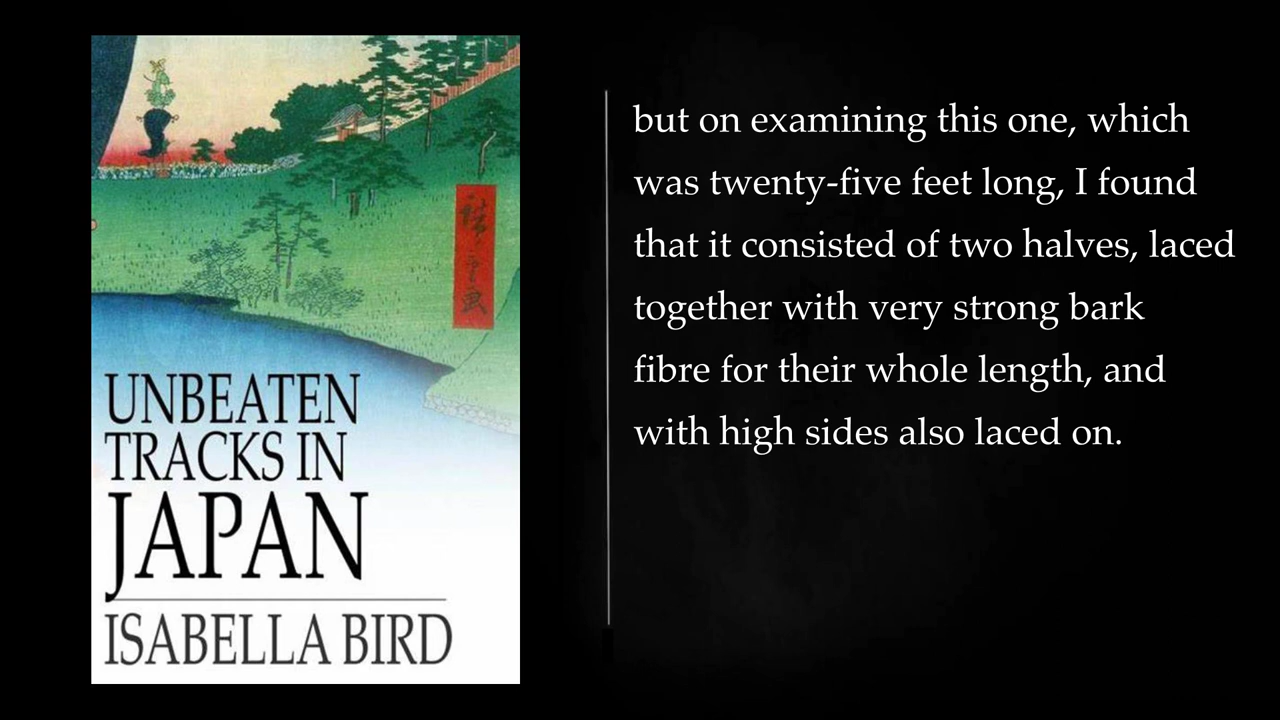 UNBEATEN
TRACKS IN
JAPAN
ISABELLA BIRD
but on examining this one, which
was twenty-five feet long, I found
that it consisted of two halves, laced
together with very strong bark
fibre for their whole length, and
with high sides also laced on.